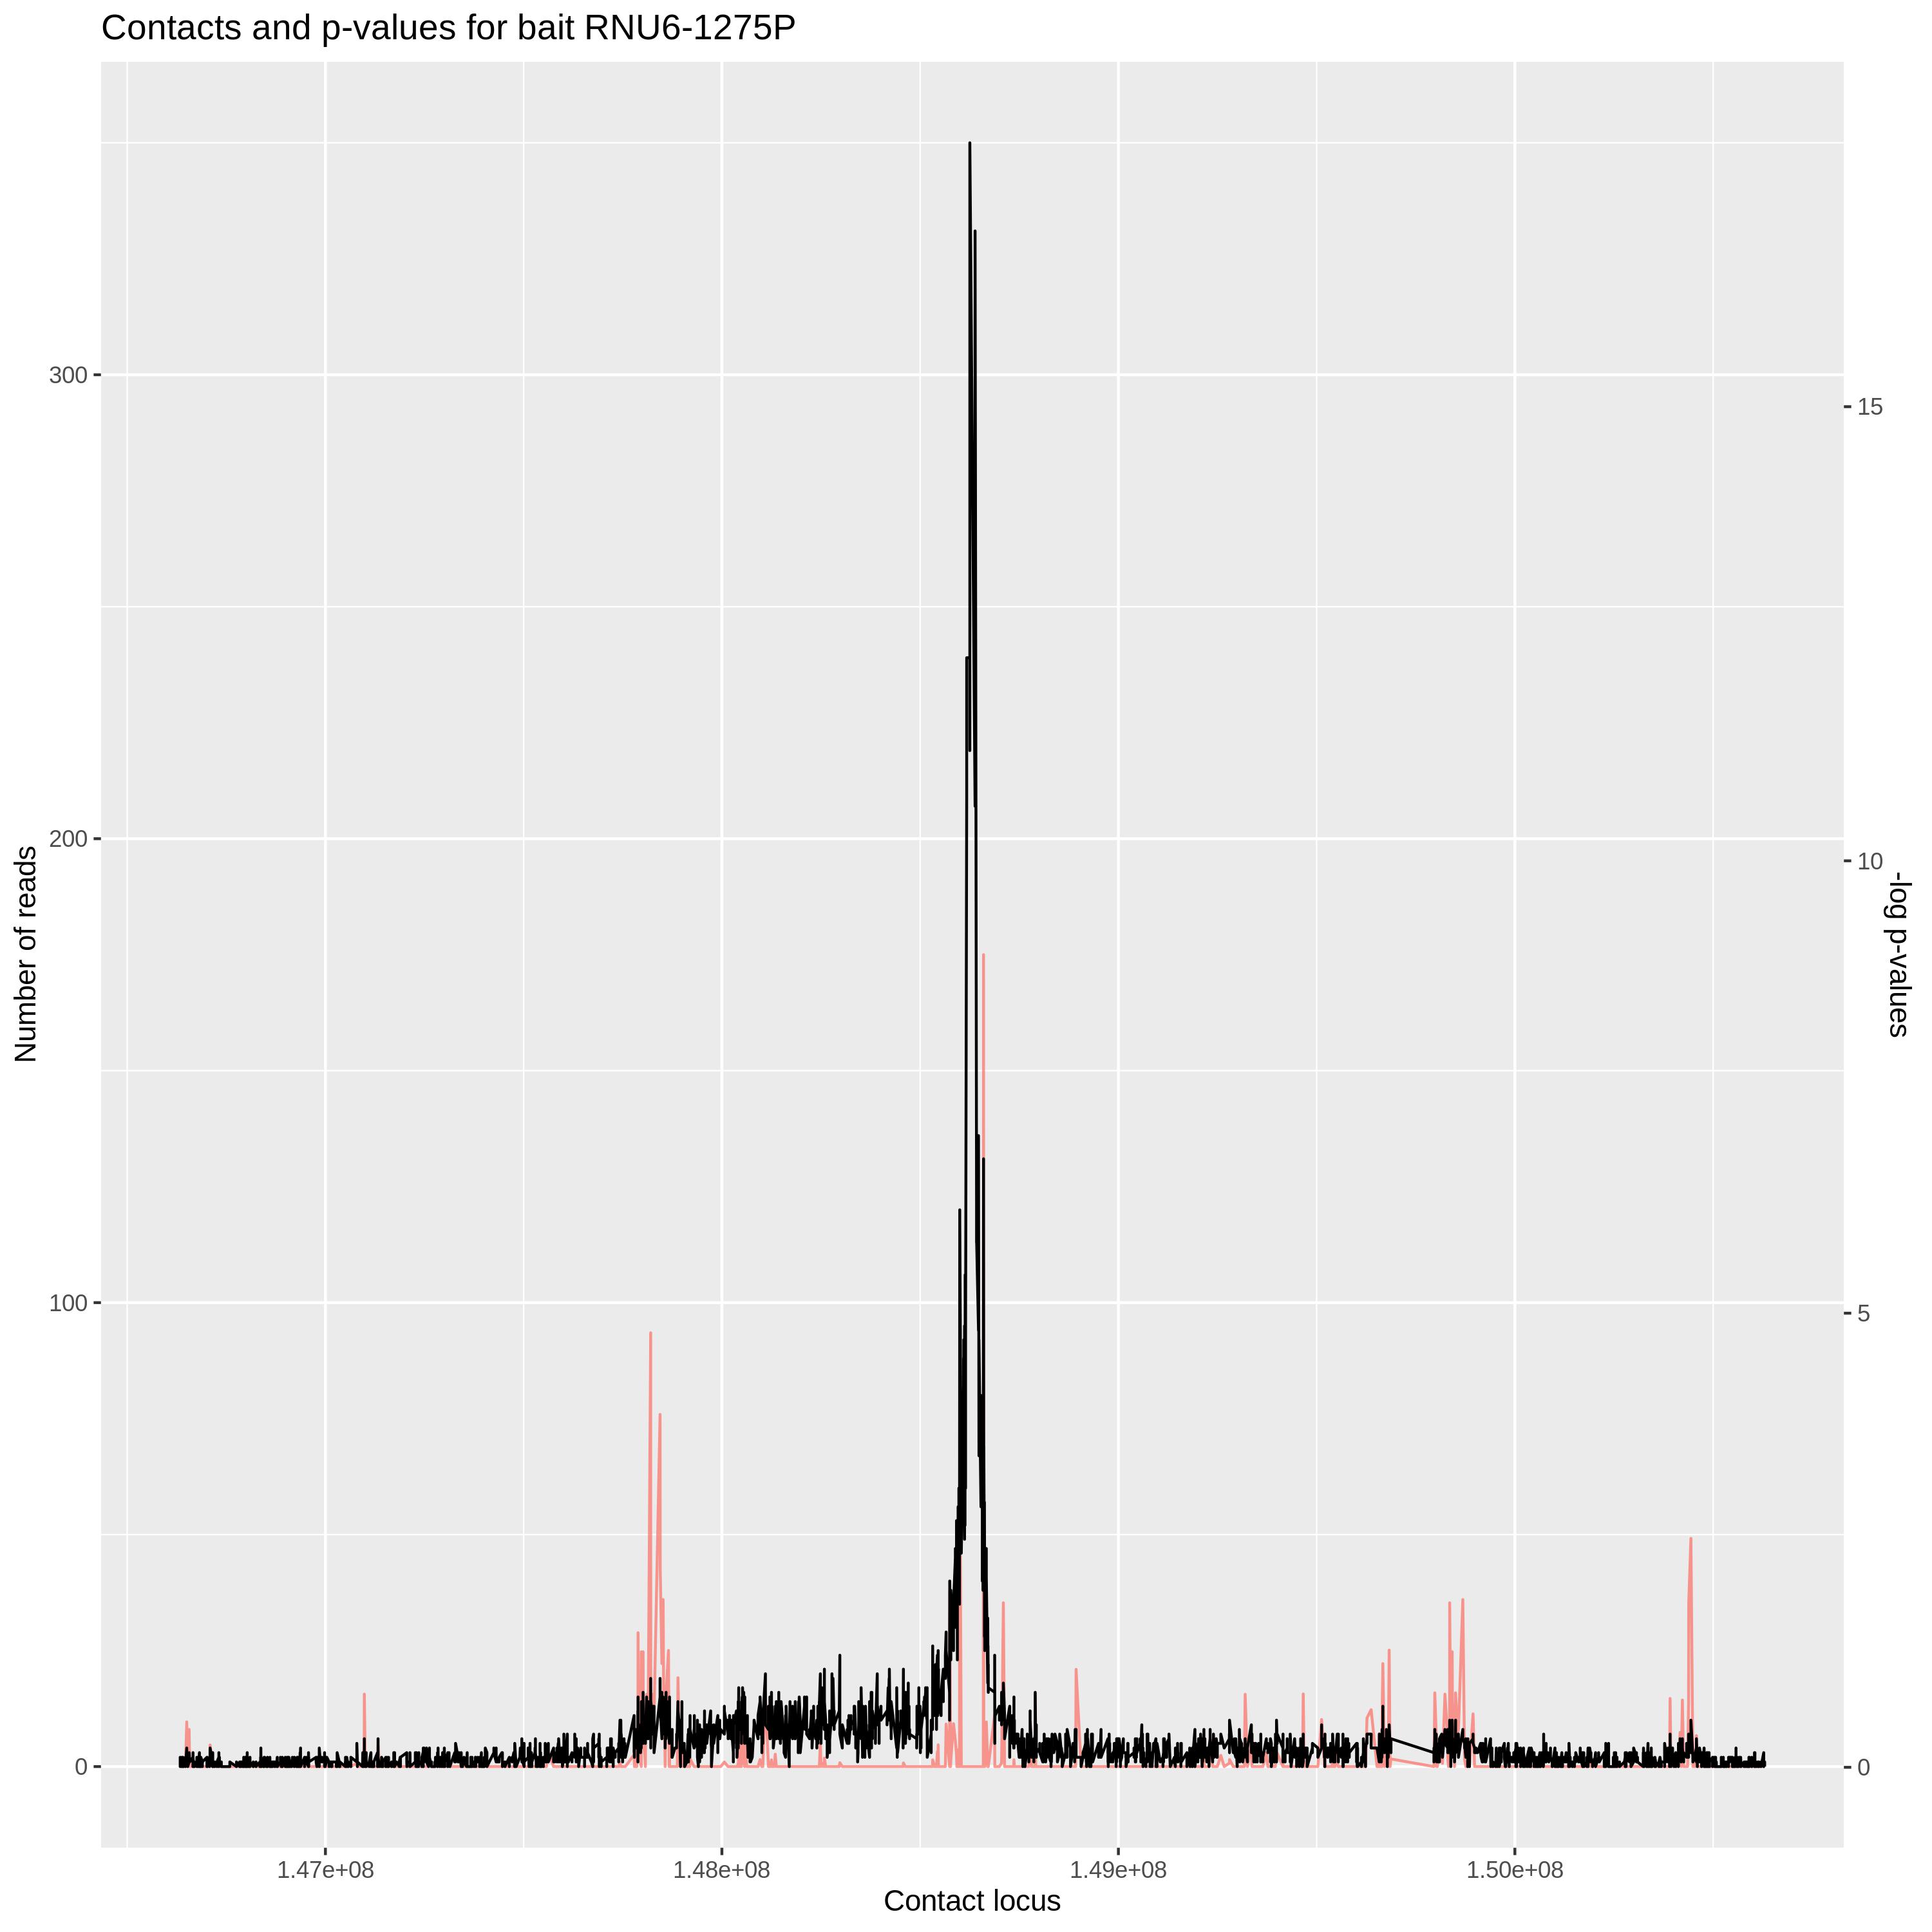 Contacts and p-values for bait RNU6-1275P
Number of reads
300
200
100
0
15
10
5
0
-log p-values
1.47e+08
1.48e+08
1.49e+08
1.50e+08
Contact locus